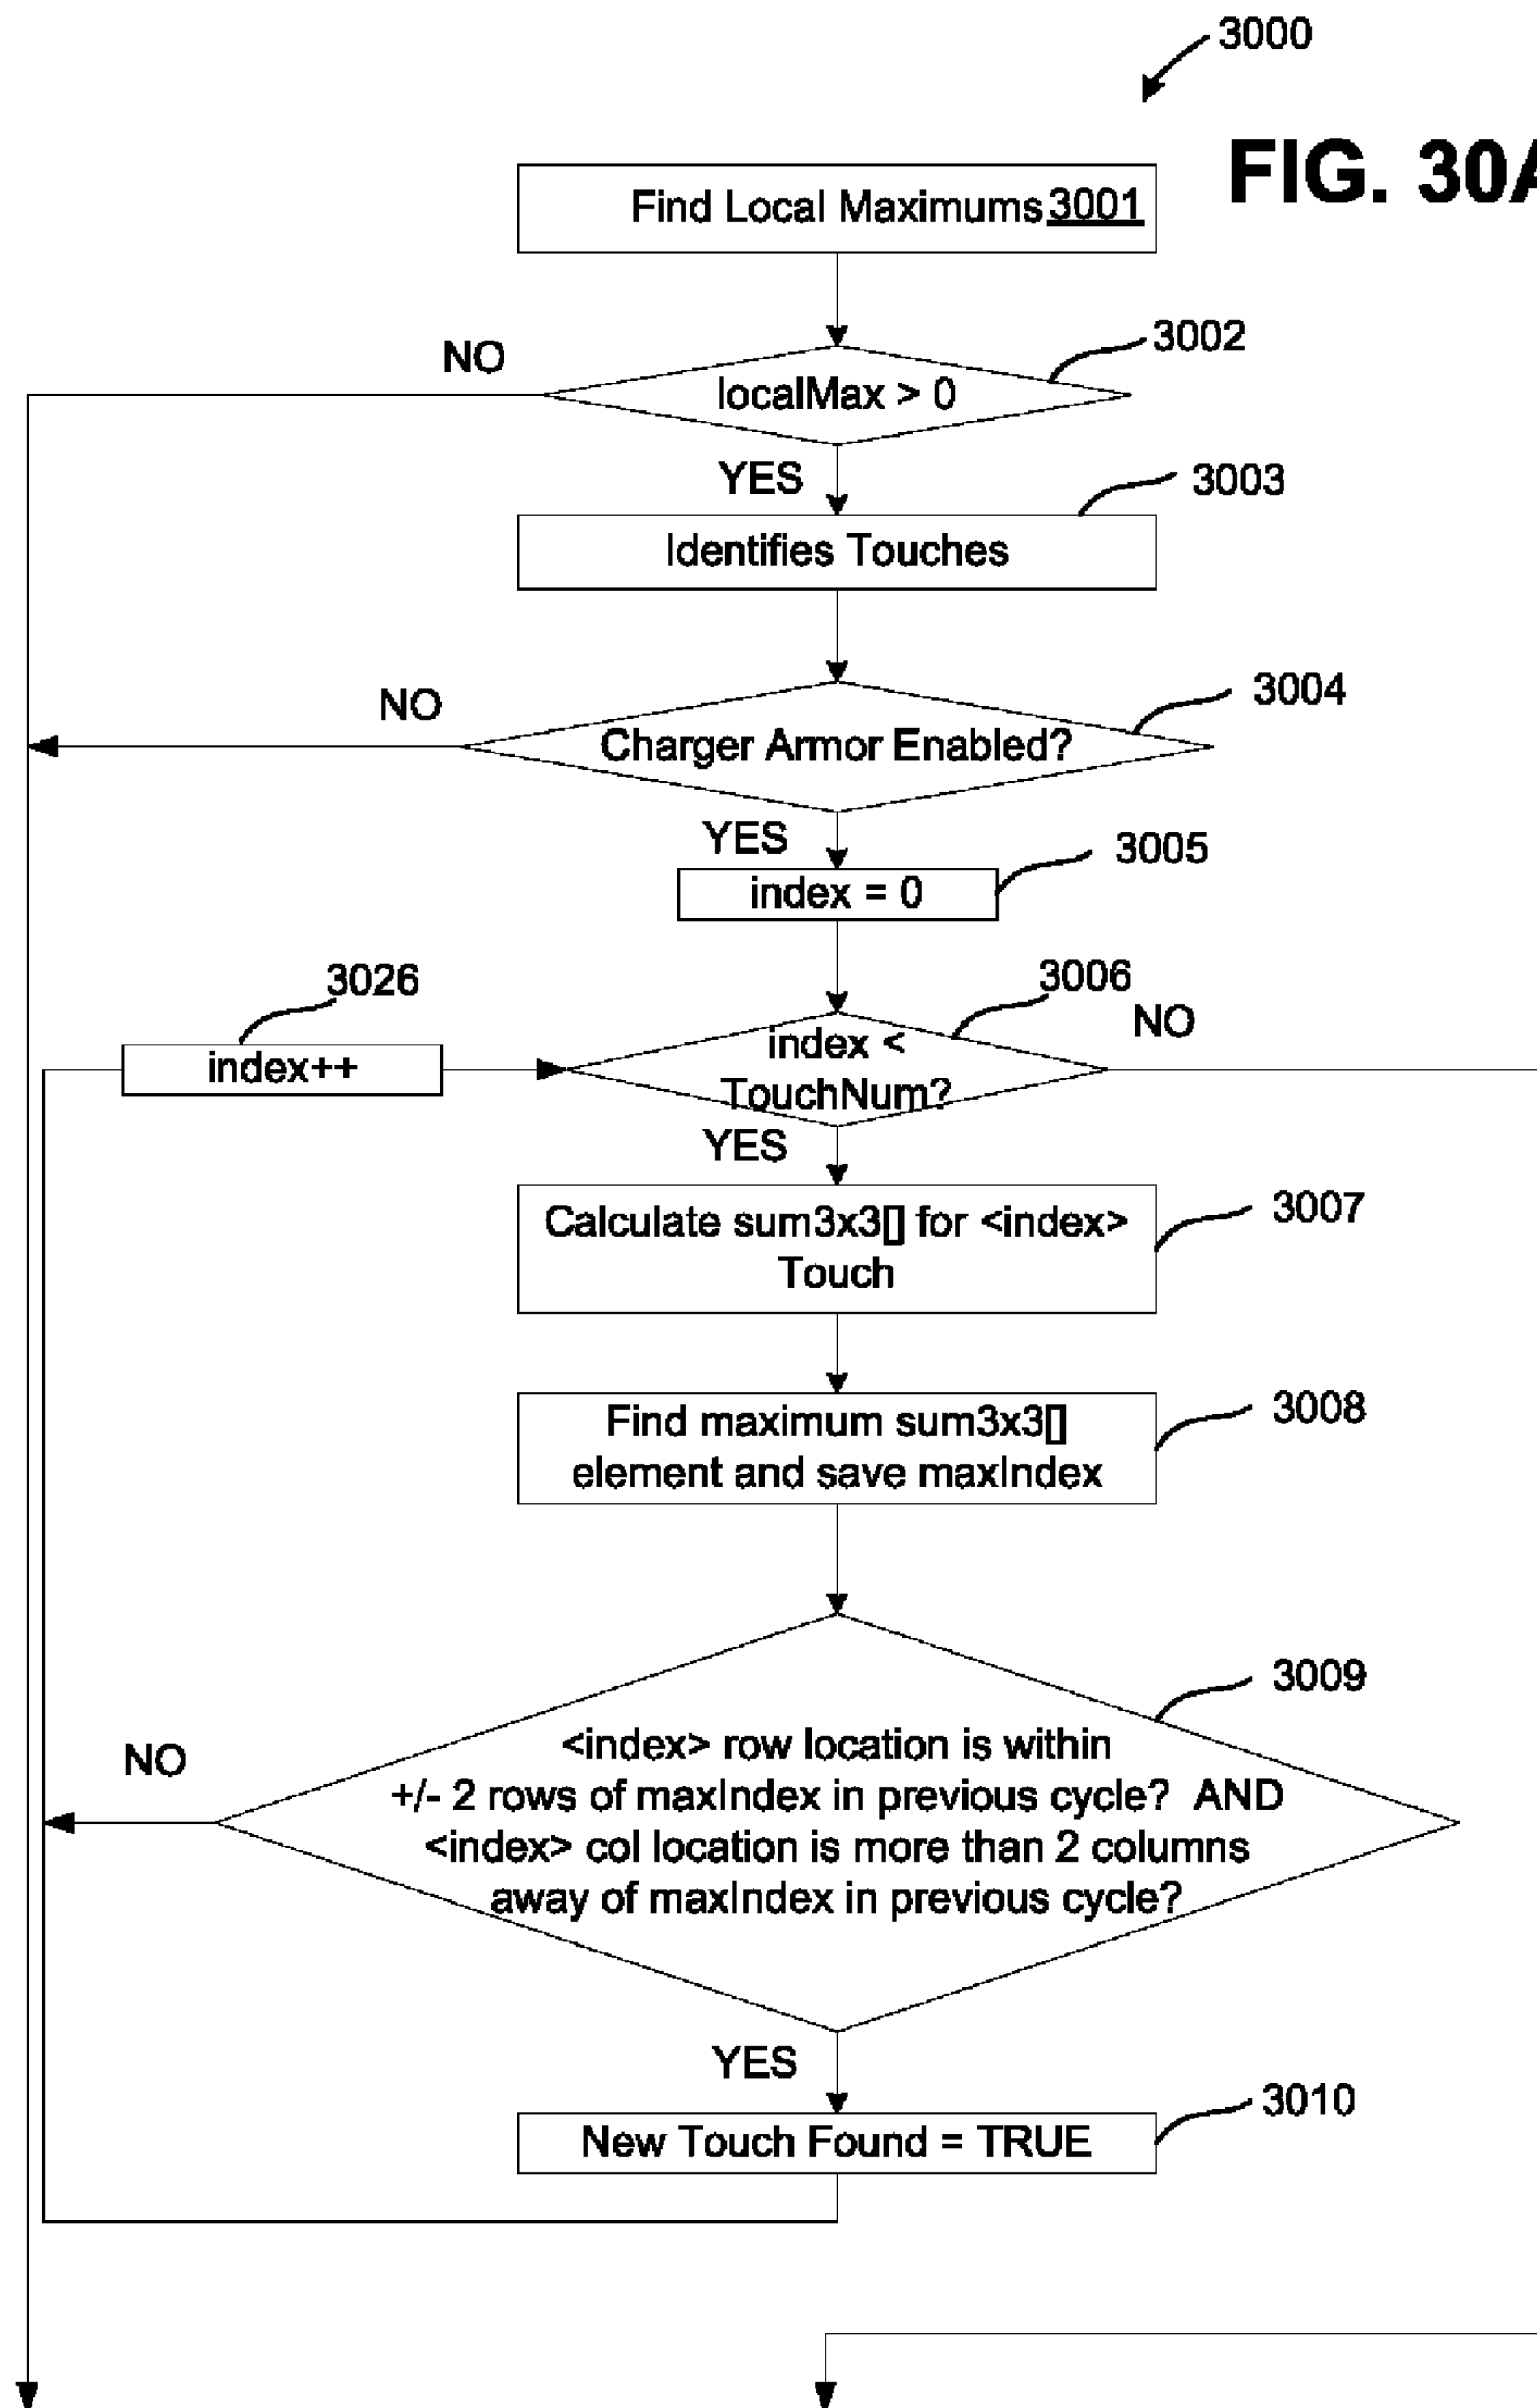 3000
FIG. 30A
Find Local Maximums 3001
3002
NO
localMax > 0
YES
3003
Identifies Touches
NO
3004
Charger Armor Enabled?
YES
3005
index = 0
3026
3006
NO
index++
index <
TouchNum?
YES
3007
Calculate sum3x3[] for <index>
Touch
3008
Find maximum sum3x3[]
element and save maxIndex
3009
NO
<index> row location is within
+/- 2 rows of maxIndex in previous cycle? AND
<index> col location is more than 2 columns
away of maxIndex in previous cycle?
YES
3010
New Touch Found = TRUE